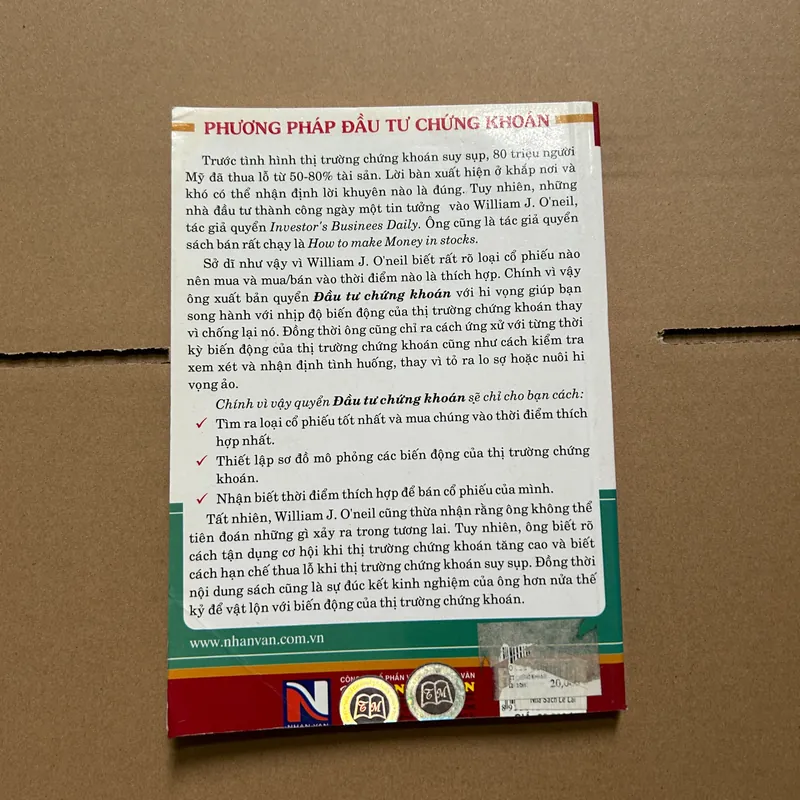 PHƯƠNG PHÁP ĐẦU TƯ CHỨNG KHOÁN
Trước tình hình thị trường chứng khoán suy sụp, 80 triệu người
Mỹ đã thua lỗ từ 50-80% tài sản. Lời bàn xuất hiện ở khắp nơi và
khó có thể nhận định lời khuyên nào là đúng. Tuy nhiên, những
nhà đầu tư thành công ngày một tin tưởng vào William J. O'neil,
tác giả quyển Investor's Businees Daily. Ông cũng là tác giả quyển
sách bán rất chạy là How to make Money in stocks.
Sở dĩ như vậy vì William J. O'neil biết rất rõ loại cổ phiếu nào
nên mua và mua/bán vào thời điểm nào là thích hợp. Chính vì vậy
ông xuất bản quyển Đầu tư chứng khoán với hi vọng giúp bạn
song hành với nhịp độ biến động của thị trường chứng khoán thay
vì chống lại nó. Đồng thời ông cũng chỉ ra cách ứng xử với từng thời
kỳ biến động của thị trường chứng khoán cũng như cách kiểm tra
xem xét và nhận định tình huống, thay vì tỏ ra lo sợ hoặc nuôi hi
vọng ảo.
Chính vì vậy quyển Đầu tư chứng khoán sẽ chỉ cho bạn cách:
✓ Tìm ra loại cổ phiếu tốt nhất và mua chúng vào thời điểm thích
hợp nhất.
✓ Thiết lập sơ đồ mô phỏng các biến động của thị trường chứng
khoán.
✓ Nhận biết thời điểm thích hợp để bán cổ phiếu của mình.
Tất nhiên, William J. O'neil cũng thừa nhận rằng ông không thể
tiên đoán những gì xảy ra trong tương lai. Tuy nhiên, ông biết rõ
cách tận dụng cơ hội khi thị trường chứng khoán tăng cao và biết
cách hạn chế thua lỗ khi thị trường chứng khoán suy sụp. Đồng thời
nội dung sách cũng là sự đúc kết kinh nghiệm của ông hơn nửa thế
kỷ để vật lộn với biến động của thị trường chứng khoán.
www.nhanvan.com.vn
PHẦN
VĂN
N
NHAN VAN
Nhà Sách Lê Lai